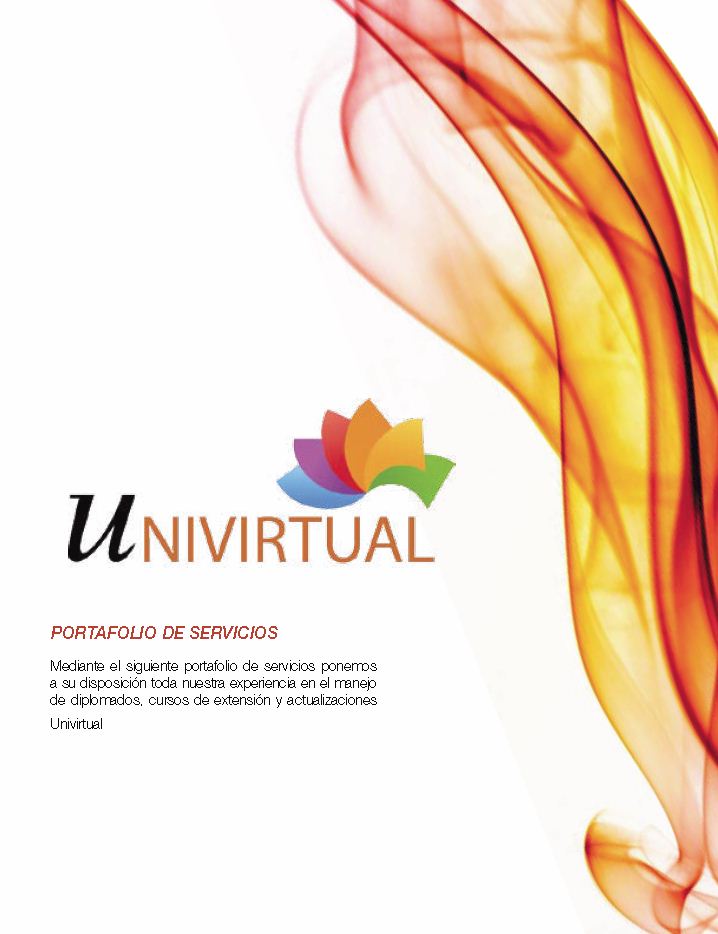 UNIVIRTUAL
PORTAFOLIO DE SERVICIOS
Mediante el siguiente portafolio de servicios ponemos
a su disposición toda nuestra experiencia en el manejo
de diplomados, cursos de extensión y actualizaciones
Univirtual